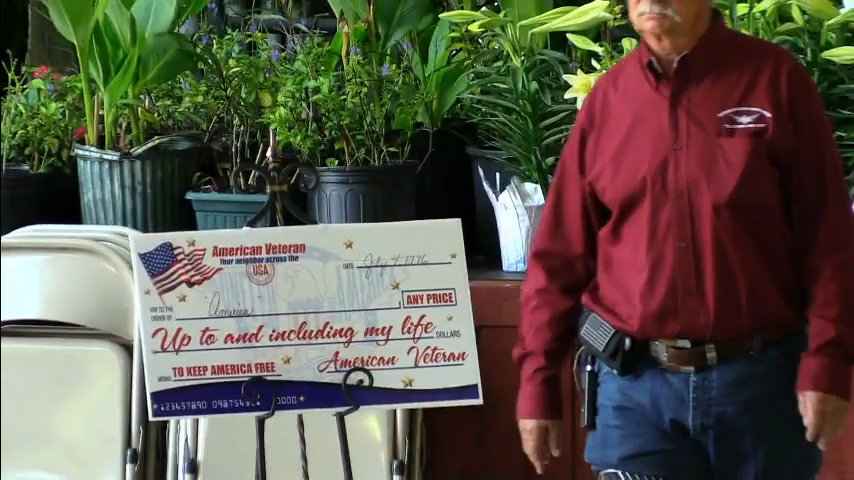 American Veteran
Your neighbor across the
USA
DATE July 4 1776
PAY TO THE ORDER OF America
ANY PRICE
Up to and including my life
DOLLARS
MEMO TO KEEP AMERICA FREE
American Veteran